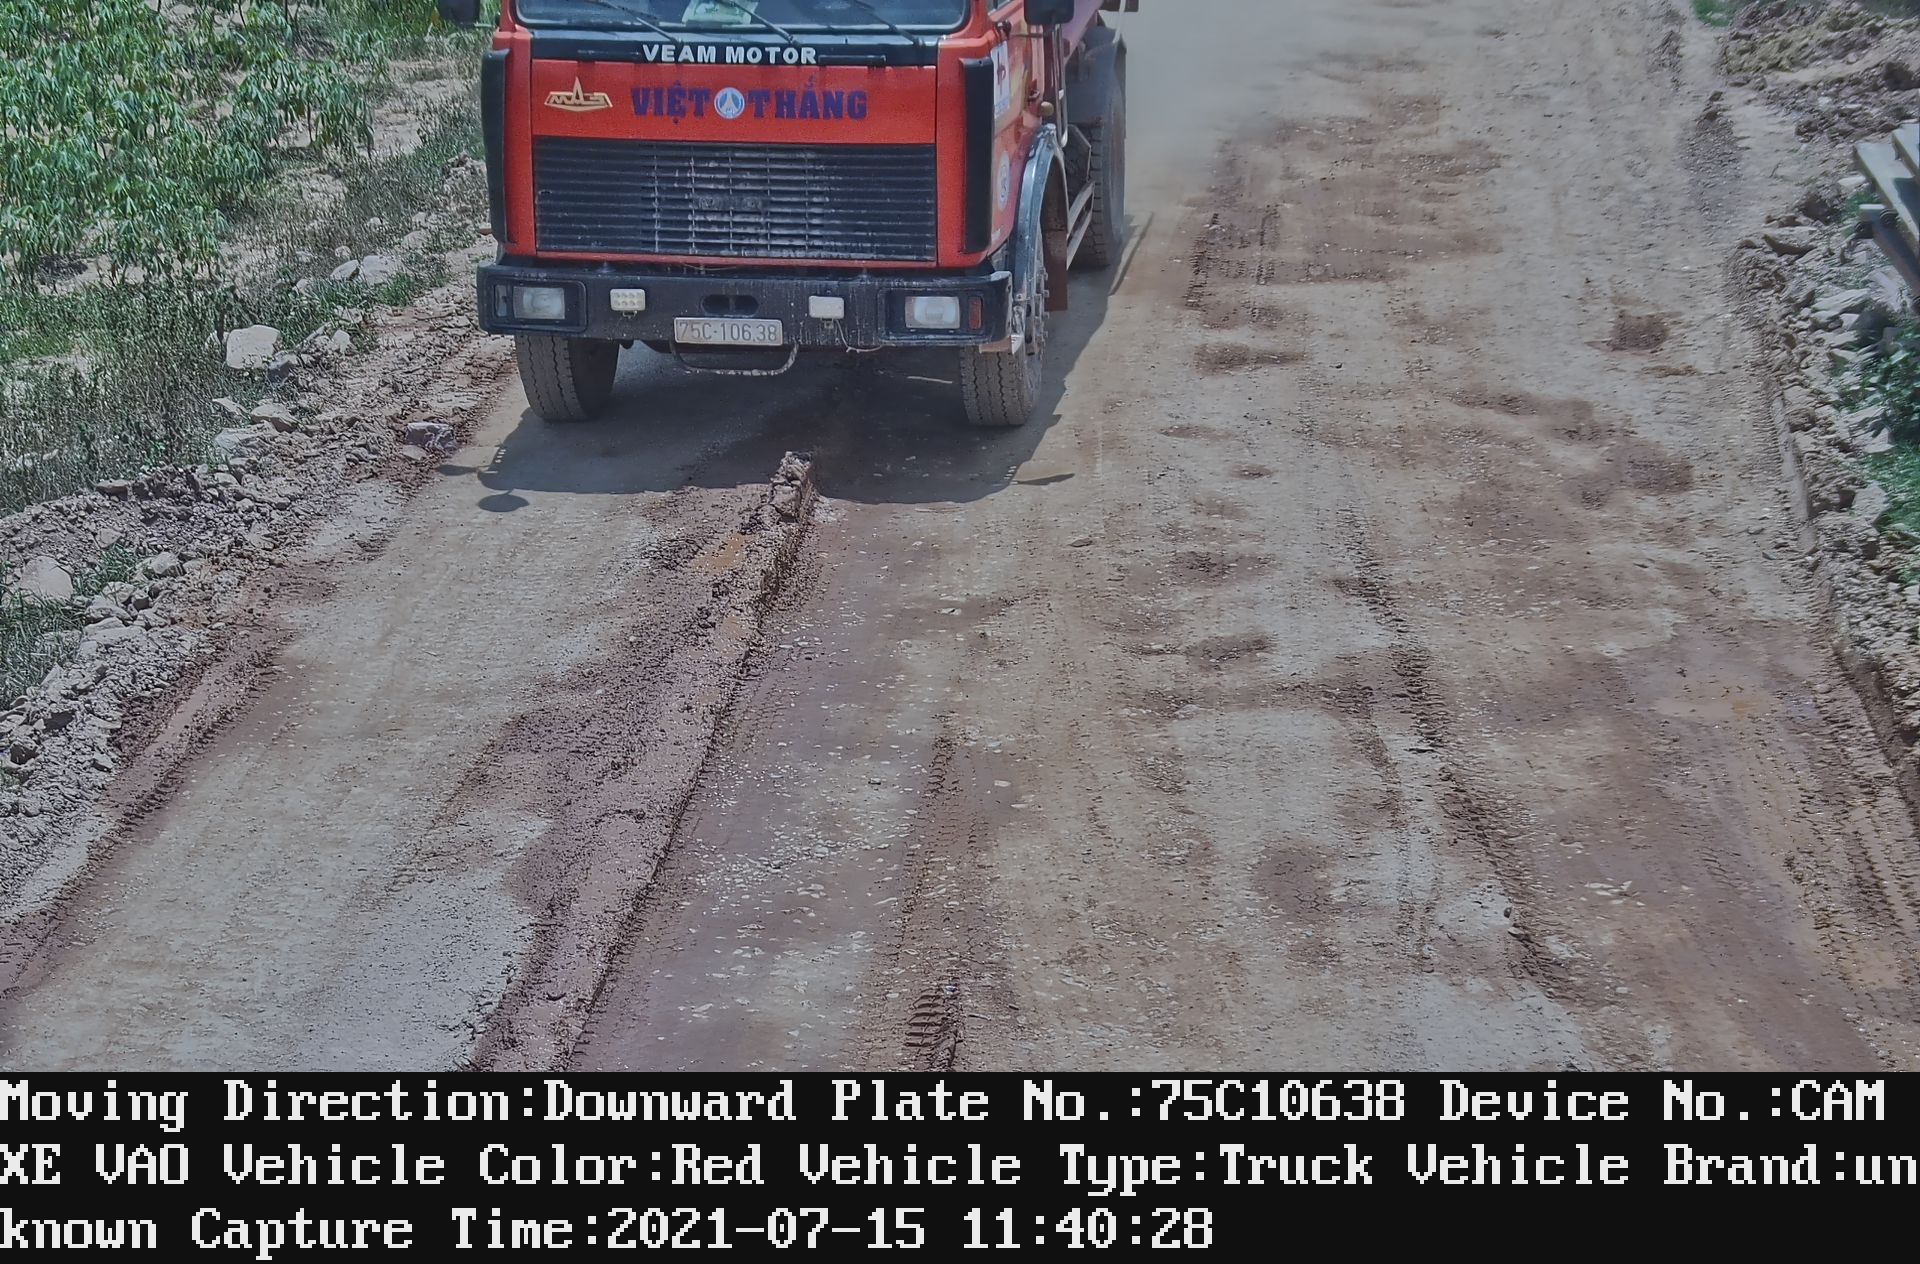 VEAM MOTOR
VIỆT THẮNG
75C-106.38
Moving Direction:Downward Plate No.:75C10638 Device No.:CAM
XE VAO Vehicle Color:Red Vehicle Type:Truck Vehicle Brand:un
known Capture Time:2021-07-15 11:40:28